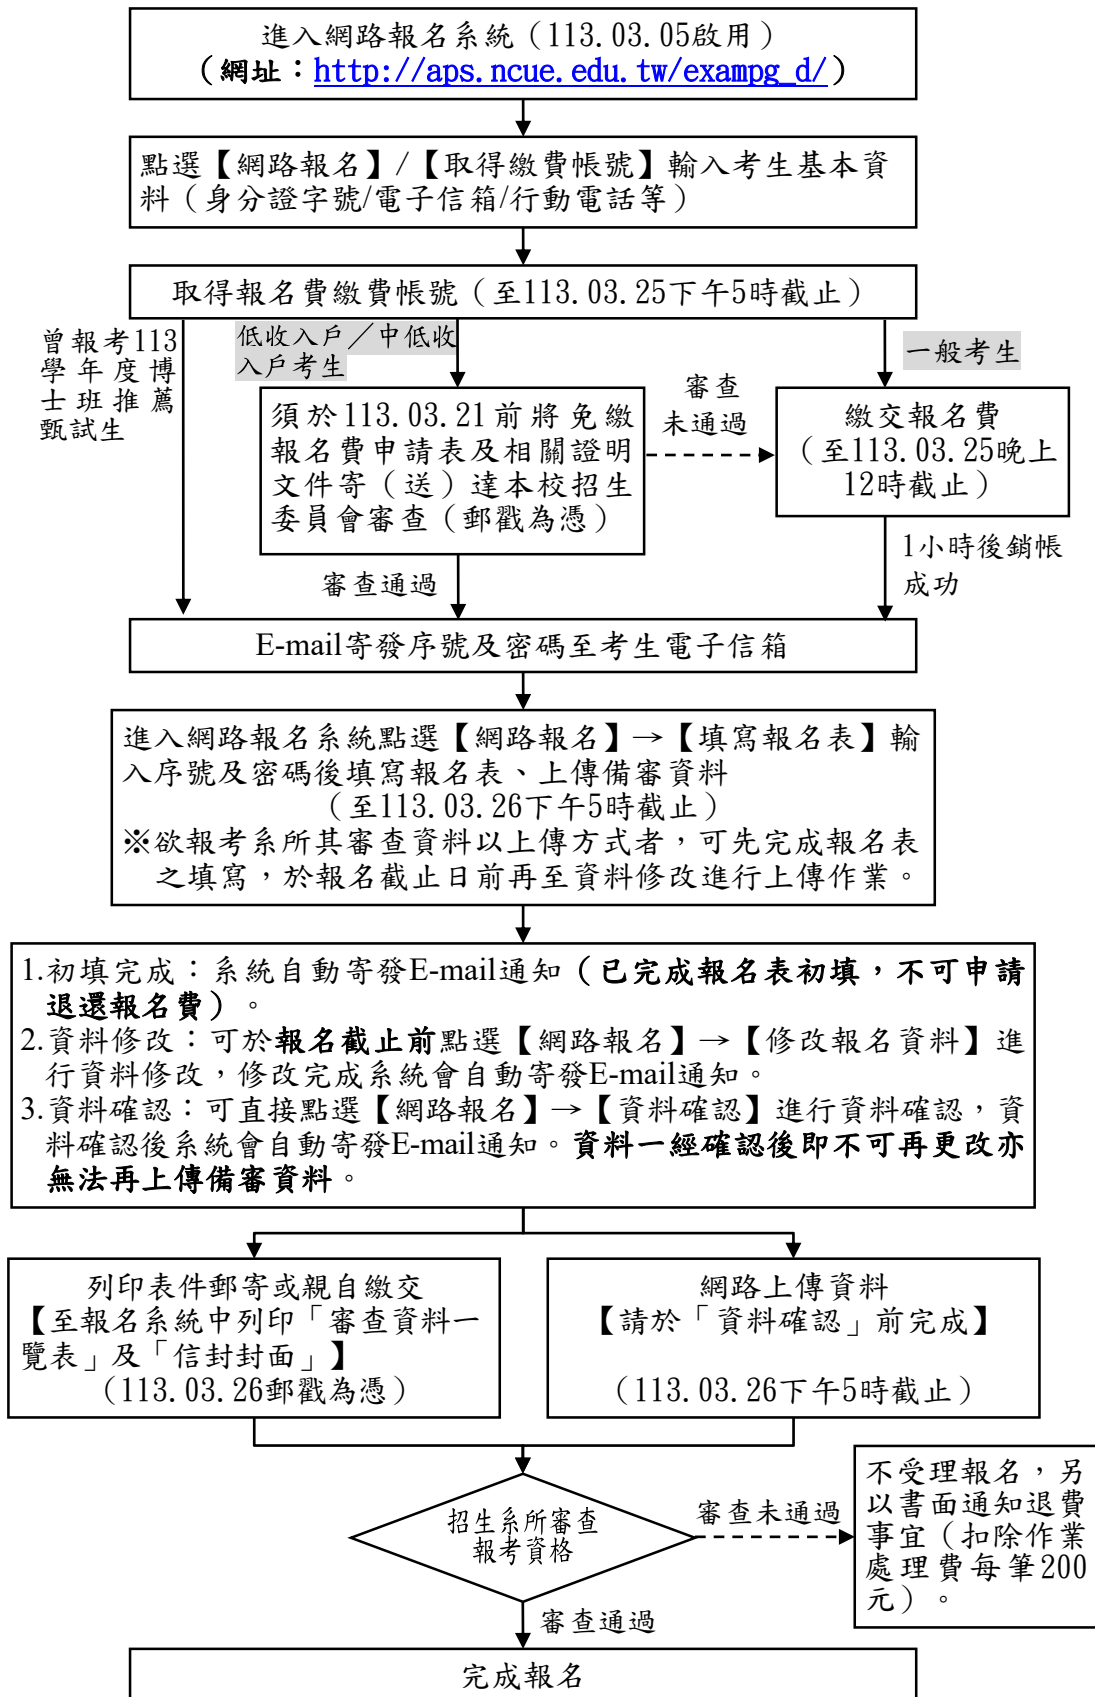 進入網路報名系統（113.03.05啟用）
（網址：http://aps.ncue.edu.tw/exampg_d/）
點選【網路報名】/【取得繳費帳號】輸入考生基本資
料（身分證字號/電子信箱/行動電話等）
取得報名費繳費帳號（至113.03.25下午5時截止）
曾報考113
學年度博
士班推薦
甄試生
低收入戶／中低收
入戶考生
一般考生
須於113.03.21前將免繳
報名費申請表及相關證明
文件寄（送）達本校招生
委員會審查（郵戳為憑）
審查
未通過
繳交報名費
（至113.03.25晚上
12時截止）
審查通過
1小時後銷帳
成功
E-mail寄發序號及密碼至考生電子信箱
進入網路報名系統點選【網路報名】→【填寫報名表】輸
入序號及密碼後填寫報名表、上傳備審資料
（至113.03.26下午5時截止）
※欲報考系所其審查資料以上傳方式者，可先完成報名表
之填寫，於報名截止日前再至資料修改進行上傳作業。
1.初填完成：系統自動寄發E-mail通知（已完成報名表初填，不可申請
退還報名費）。
2.資料修改：可於報名截止前點選【網路報名】→【修改報名資料】進
行資料修改，修改完成系統會自動寄發E-mail通知。
3.資料確認：可直接點選【網路報名】→【資料確認】進行資料確認，資
料確認後系統會自動寄發E-mail通知。資料一經確認後即不可再更改亦
無法再上傳備審資料。
列印表件郵寄或親自繳交
【至報名系統中列印「審查資料一
覽表」及「信封封面」】
（113.03.26郵戳為憑）
網路上傳資料
【請於「資料確認」前完成】
（113.03.26下午5時截止）
招生系所審查
報考資格
審查未通過
不受理報名，另
以書面通知退費
事宜（扣除作業
處理費每筆200
元）。
審查通過
完成報名